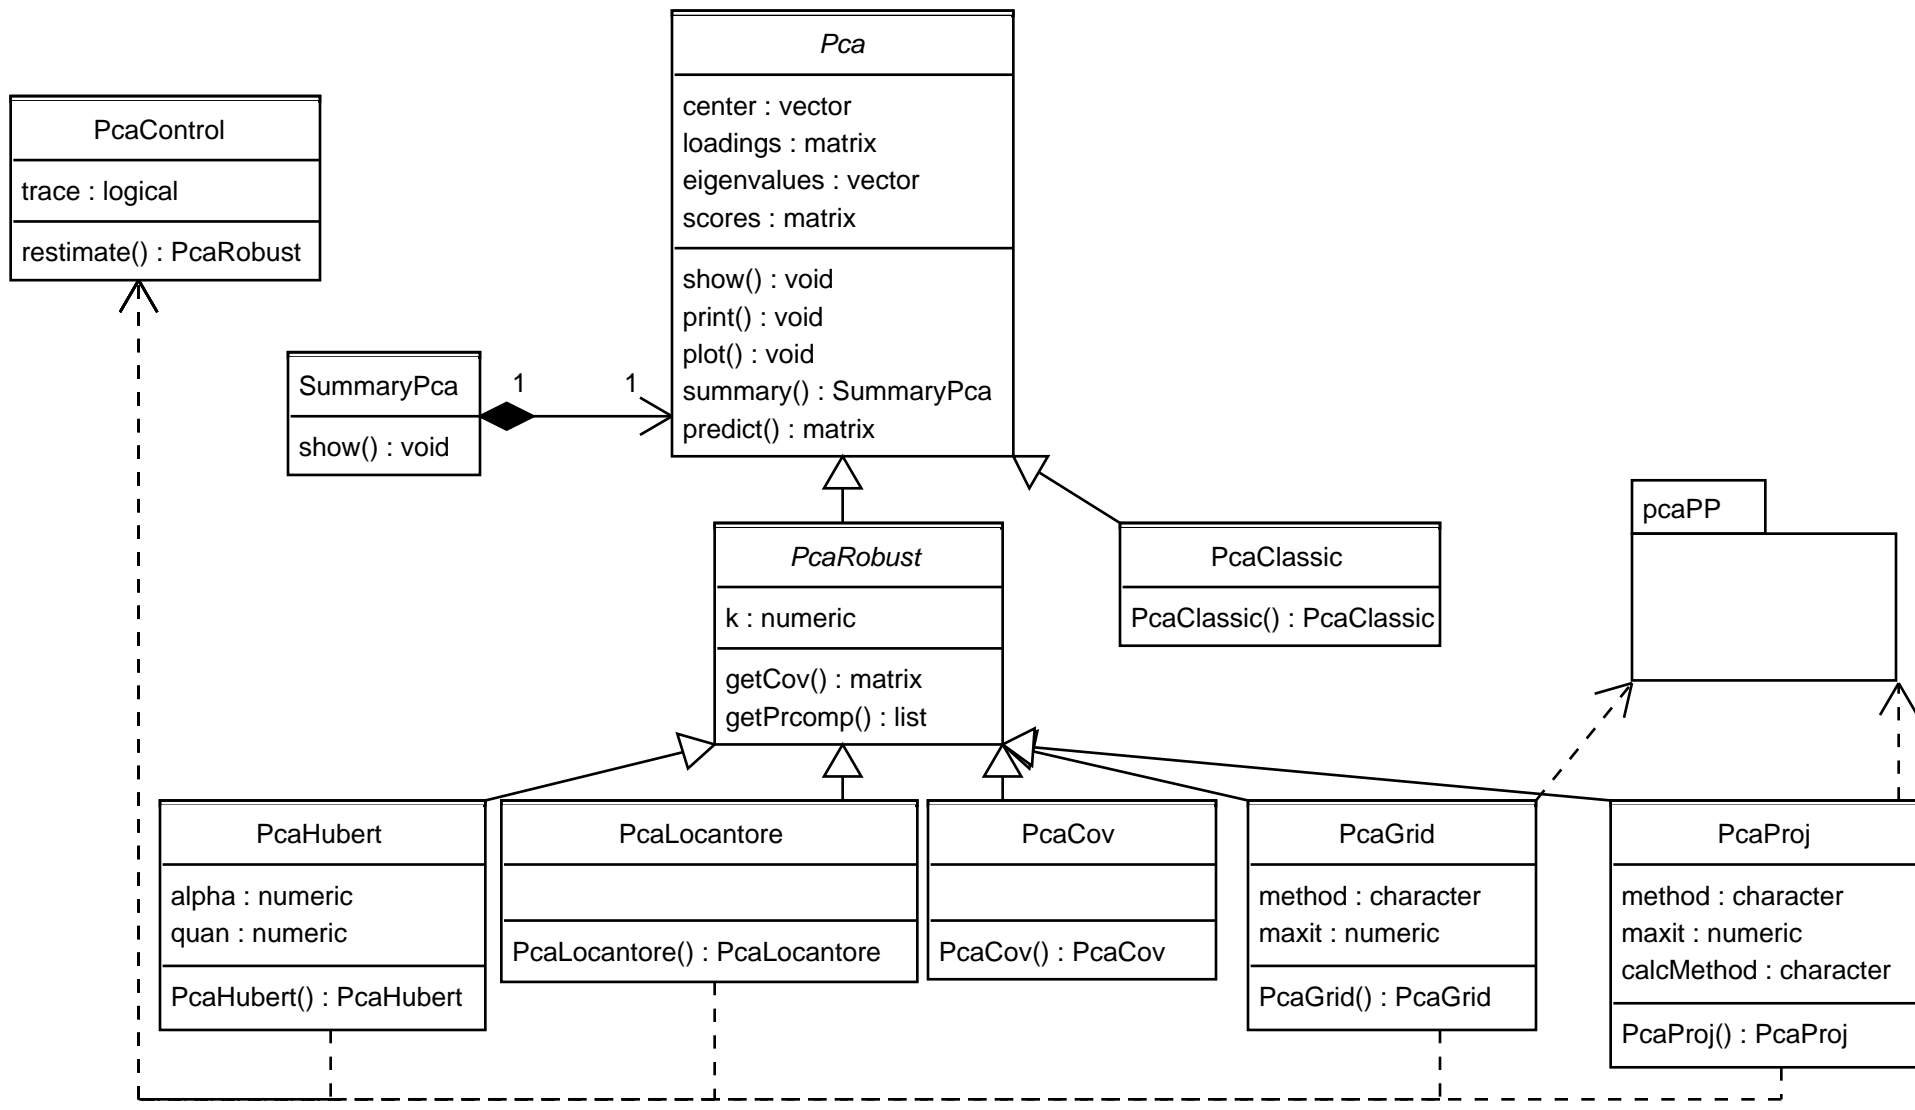 Pca
center : vector
loadings : matrix
eigenvalues : vector
scores : matrix
show() : void
print() : void
plot() : void
summary() : SummaryPca
predict() : matrix
PcaControl
trace : logical
restimate() : PcaRobust
SummaryPca
show() : void
1
1
PcaRobust
k : numeric
getCov() : matrix
getPrcomp() : list
PcaClassic
PcaClassic() : PcaClassic
pcaPP
PcaHubert
alpha : numeric
quan : numeric
PcaHubert() : PcaHubert
PcaLocantore
PcaLocantore() : PcaLocantore
PcaCov
PcaCov() : PcaCov
PcaGrid
method : character
maxit : numeric
PcaGrid() : PcaGrid
PcaProj
method : character
maxit : numeric
calcMethod : character
PcaProj() : PcaProj